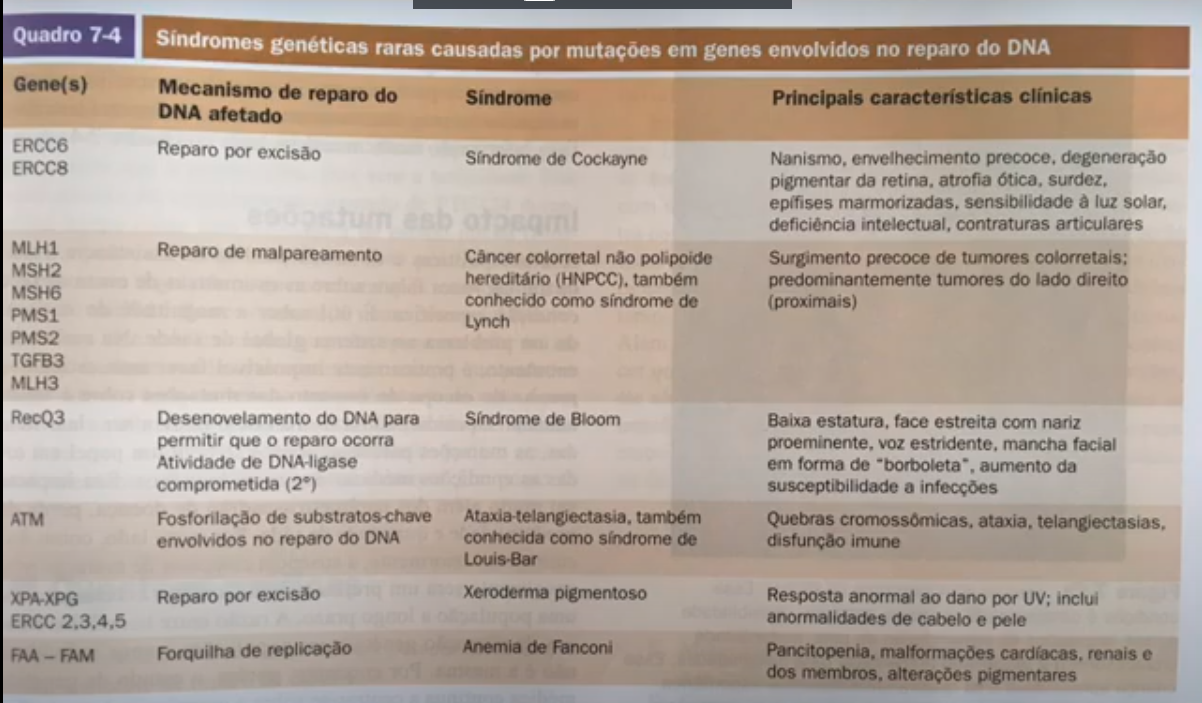 Quadro 7-4 Síndromes genéticas raras causadas por mutações em genes envolvidos no reparo do DNA
Gene(s) Mecanismo de reparo do DNA afetado Síndrome Principais características clínicas
ERCC6
ERCC8
Reparo por excisão
Síndrome de Cockayne
Nanismo, envelhecimento precoce, degeneração
pigmentar da retina, atrofia ótica, surdez,
epífises marmorizadas, sensibilidade à luz solar,
deficiência intelectual, contraturas articulares
MLH1
MSH2
MSH6
PMS1
PMS2
TGFB3
MLH3
Reparo de malpareamento
Câncer colorretal não polipoide
hereditário (HNPCC), também
conhecido como síndrome de
Lynch
Surgimento precoce de tumores colorretais;
predominantemente tumores do lado direito
(proximais)
RecQ3
Desenovelamento do DNA para
permitir que o reparo ocorra
Atividade de DNA-ligase
comprometida (2ª)
Síndrome de Bloom
Baixa estatura, face estreita com nariz
proeminente, voz estridente, mancha facial
em forma de “borboleta”, aumento da
susceptibilidade a infecções
ATM
Fosforilação de substratos-chave
envolvidos no reparo do DNA
Ataxia-telangiectasia, também
conhecida como síndrome de
Louis-Bar
Quebras cromossômicas, ataxia, telangiectasias,
disfunção imune
XPA-XPG
ERCC 2,3,4,5
Reparo por excisão
Xeroderma pigmentoso
Resposta anormal ao dano por UV; inclui
anormalidades de cabelo e pele
FAA – FAM
Forquilha de replicação
Anemia de Fanconi
Pancitopenia, malformações cardíacas, renais e
dos membros, alterações pigmentares
Impacto das mutações